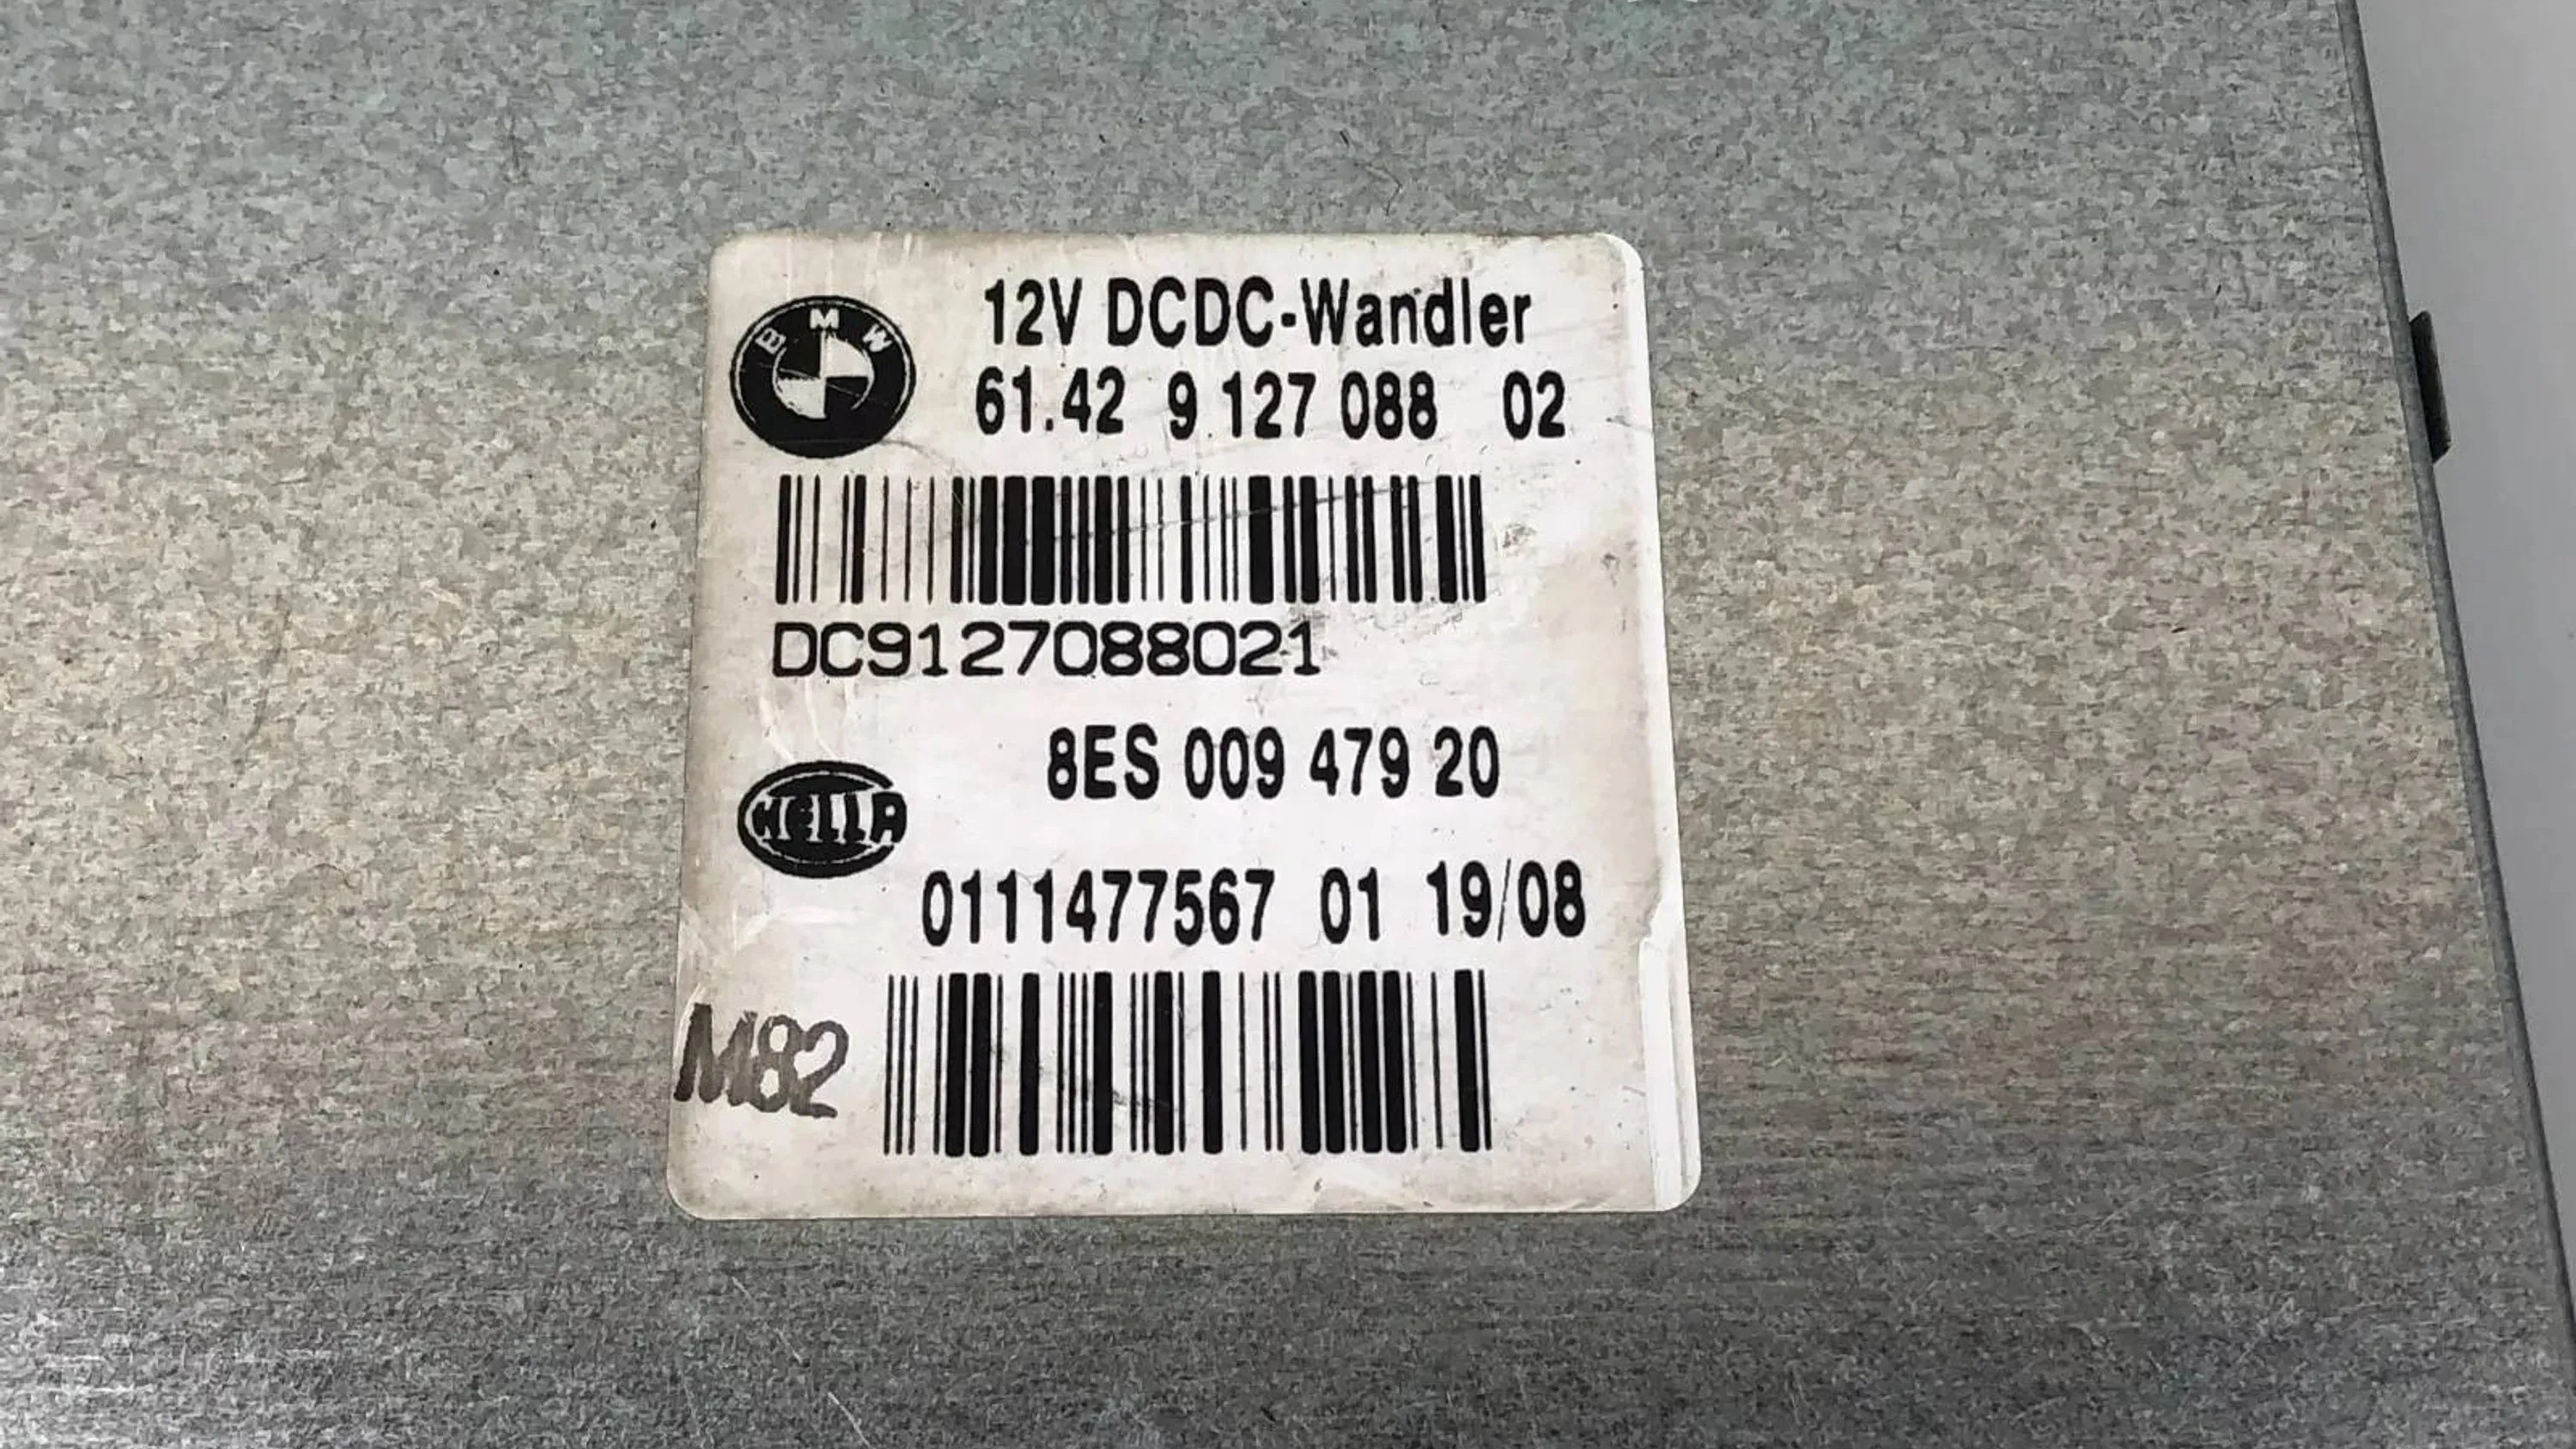 BMW
12V DCDC-Wandler
61.42 9 127 088 02
DC9127088021
8ES 009 479 20
HELLA
0111477567 01 19/08
M82